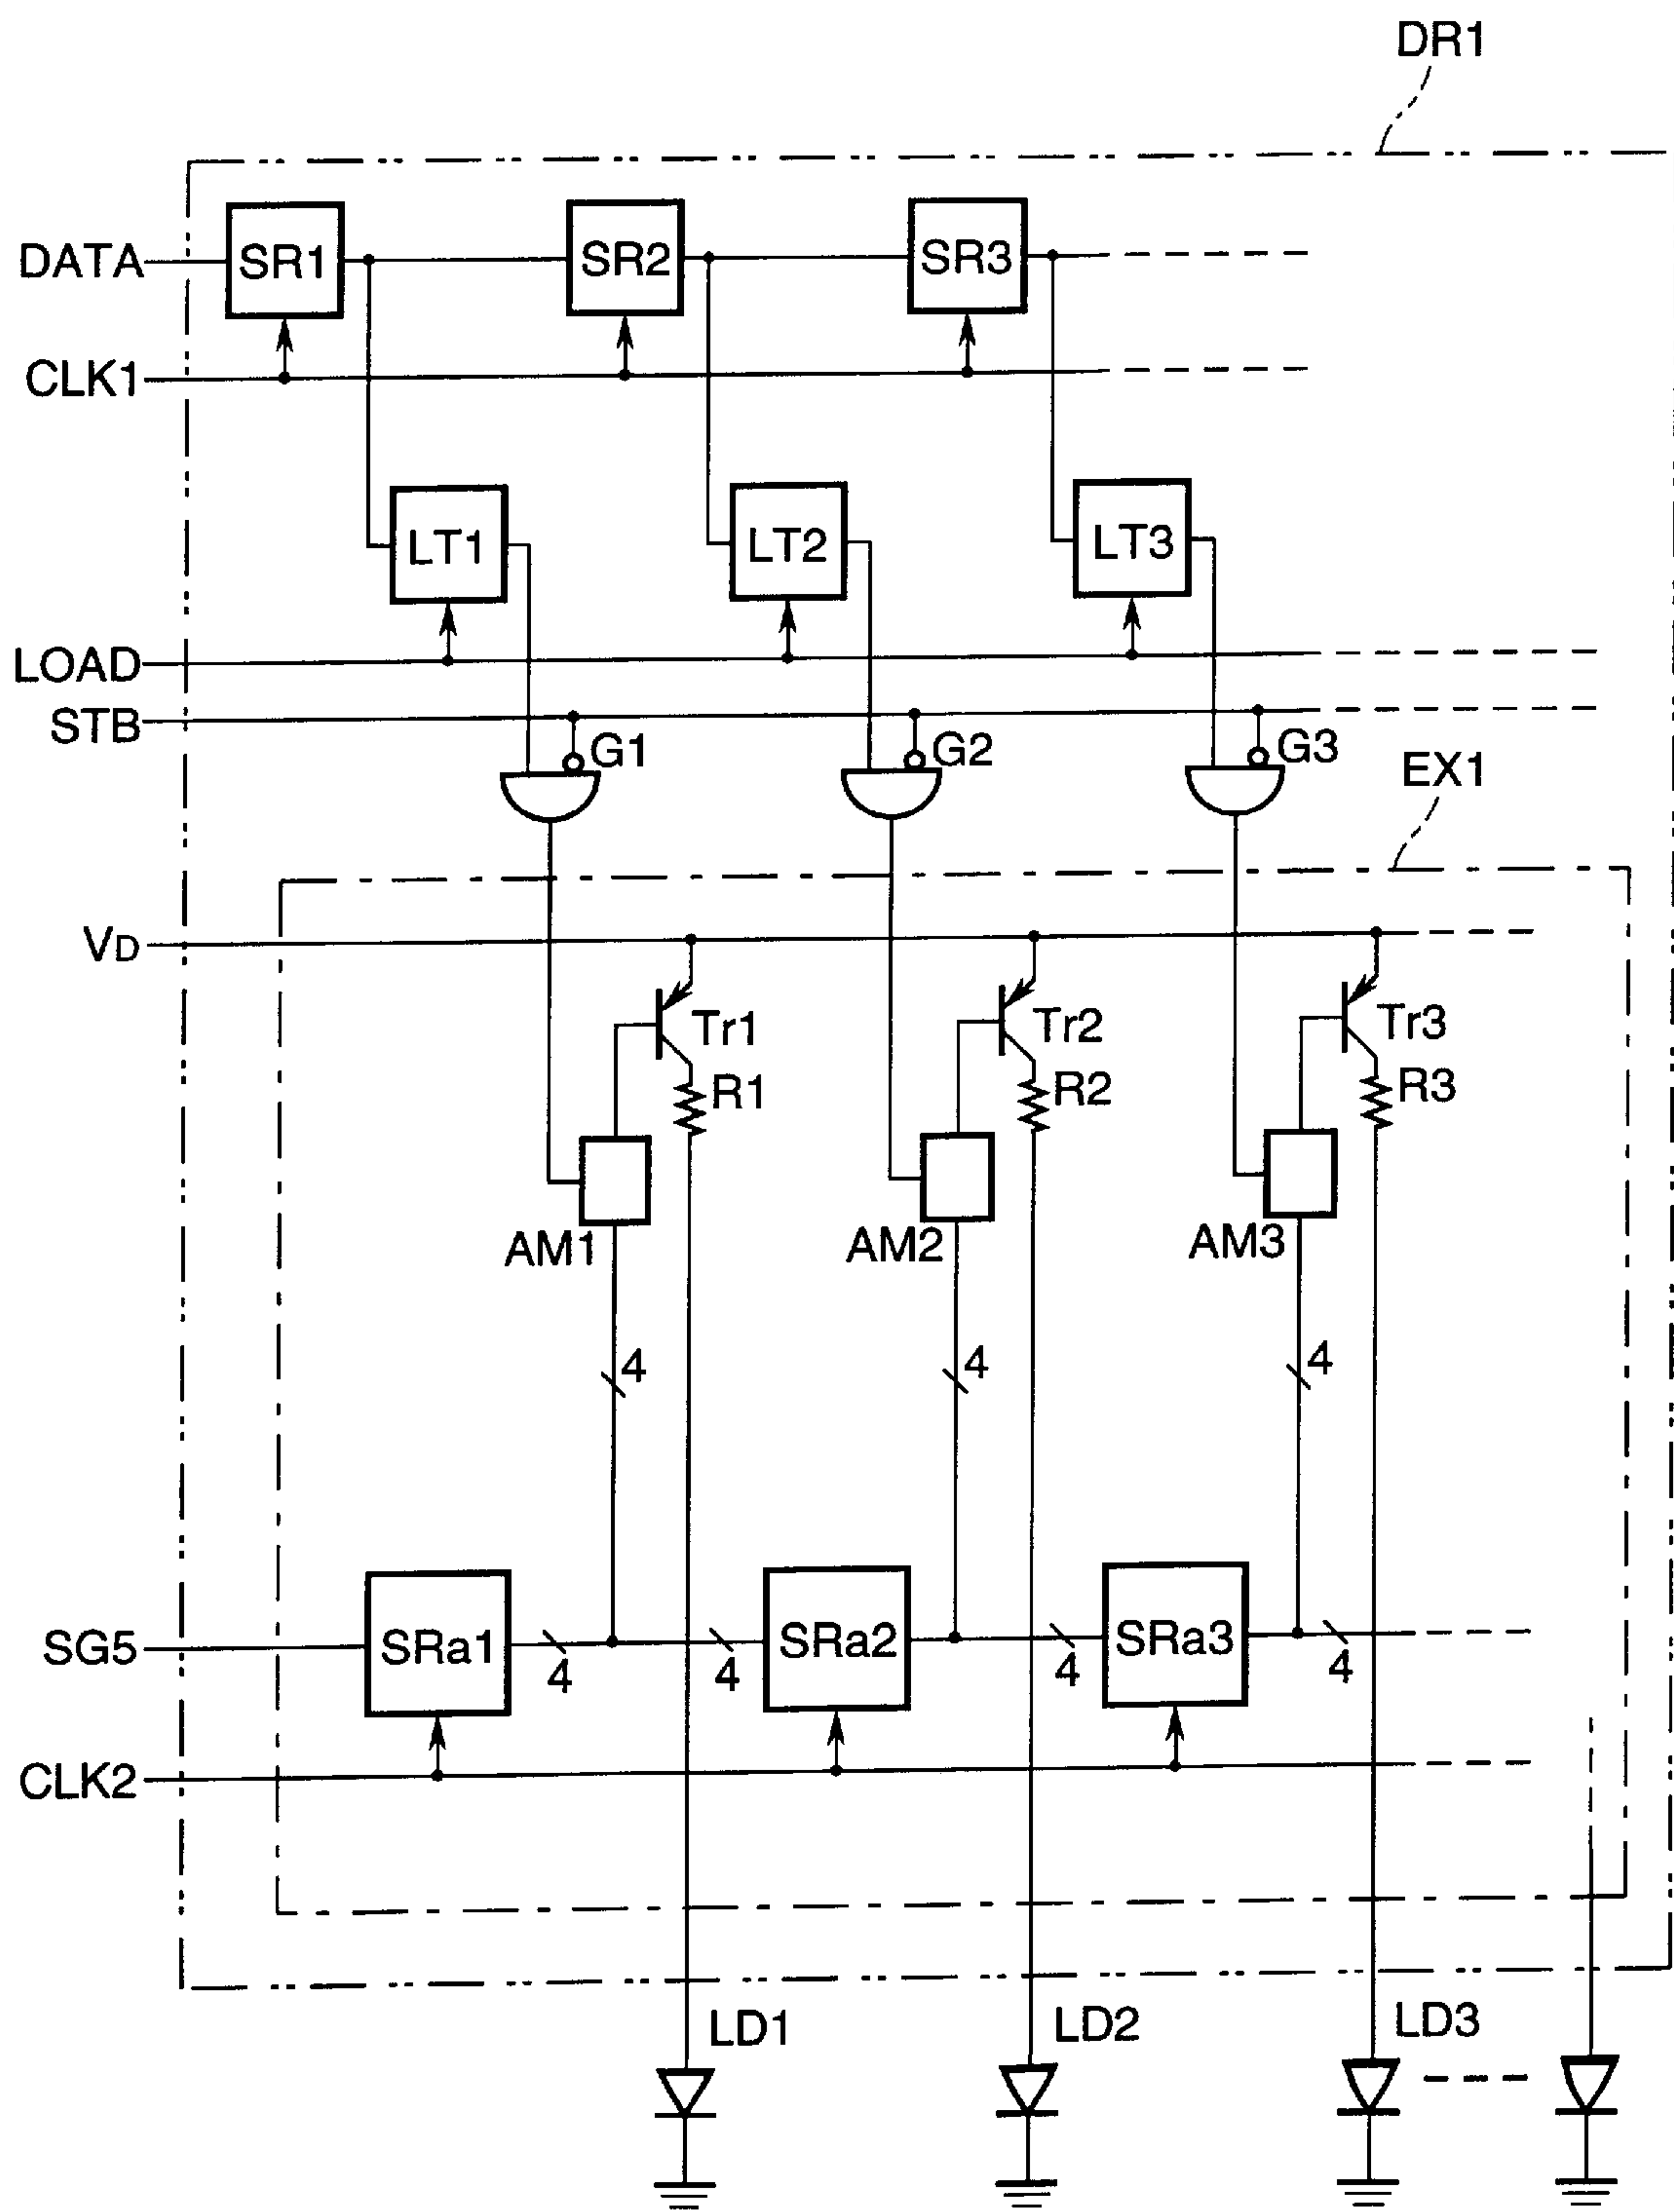 DR1
DATA
SR1
SR2
SR3
CLK1
LT1
LT2
LT3
LOAD
STB
G1
G2
G3
EX1
VD
Tr1
Tr2
Tr3
R1
R2
R3
AM1
AM2
AM3
4
4
4
SG5
SRa1
4
4
SRa2
4
SRa3
4
CLK2
LD1
LD2
LD3